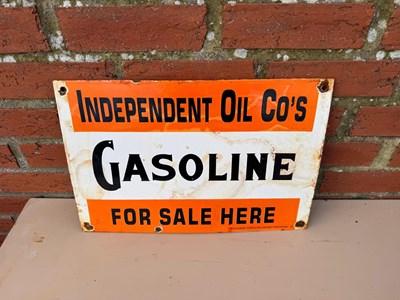 INDEPENDENT OIL CO'S
GASOLINE
FOR SALE HERE